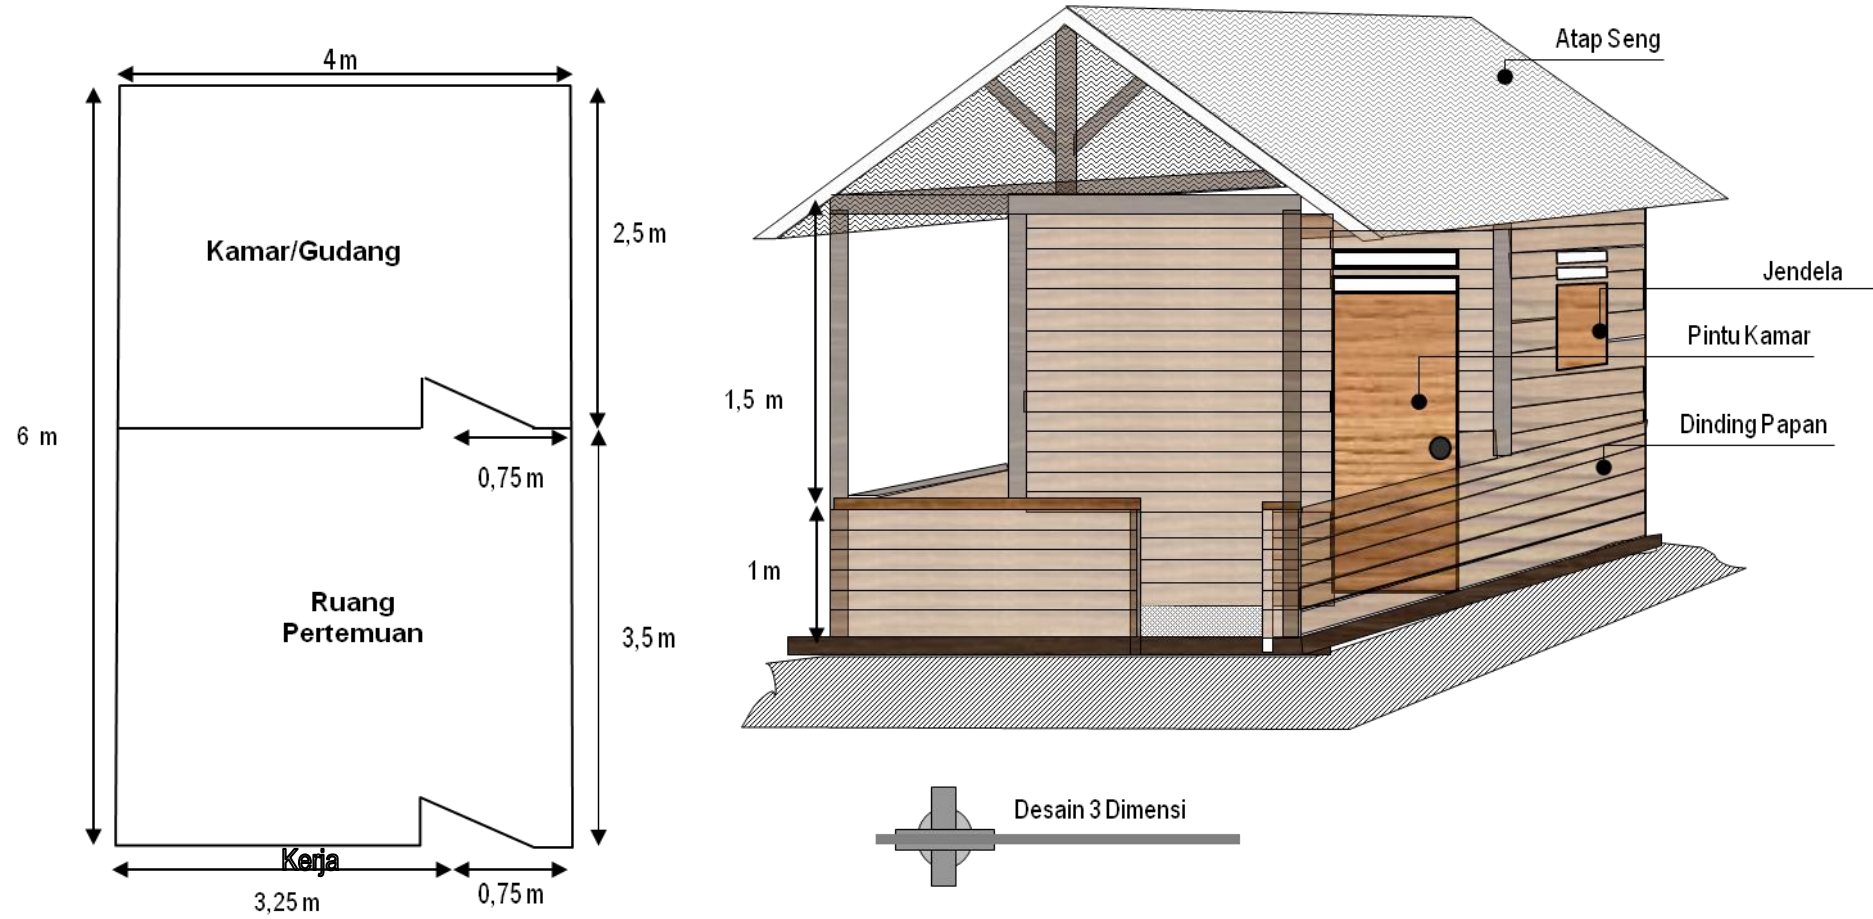 4 m
Kamar/Gudang
2,5 m
6 m
0,75 m
Ruang
Pertemuan
3,5 m
Kerja
3,25 m
0,75 m
Atap Seng
Jendela
Pintu Kamar
1,5 m
Dinding Papan
1 m
Desain 3 Dimensi